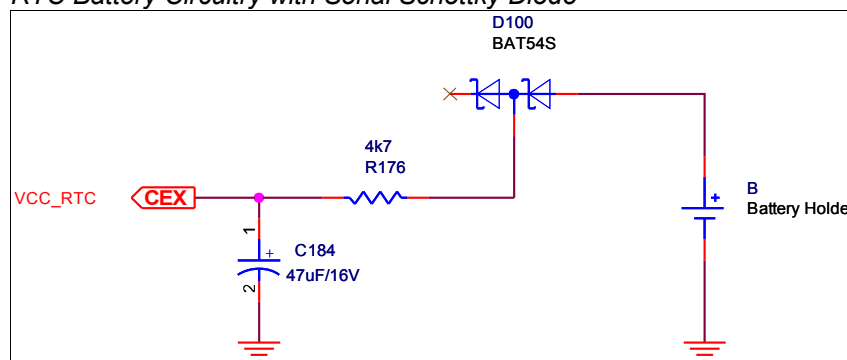 RTC Battery Circuitry with Serial Schottky Diode
D100
BAT54S
4k7
R176
VCC_RTC
CEX
B
Battery Holde
1
C184
47uF/16V
2